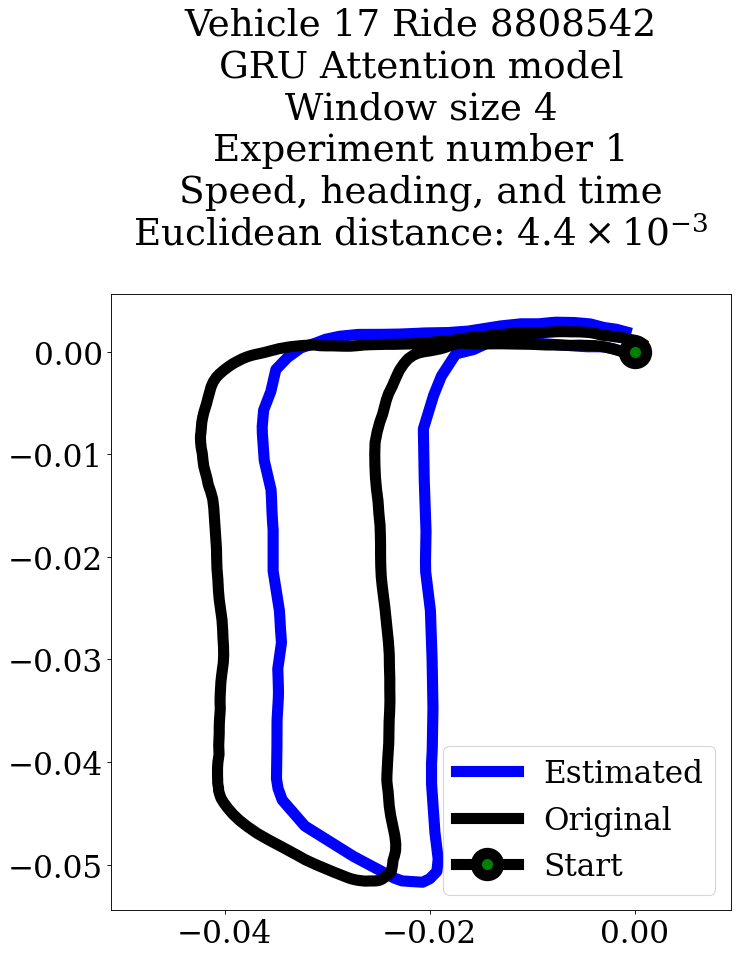 Vehicle 17 Ride 8808542
GRU Attention model
Window size 4
Experiment number 1
Speed, heading, and time
Euclidean distance: 4.4 × 10⁻³
0.00
−0.01
−0.02
−0.03
−0.04
−0.05
Estimated
Original
Start
−0.04
−0.02
0.00